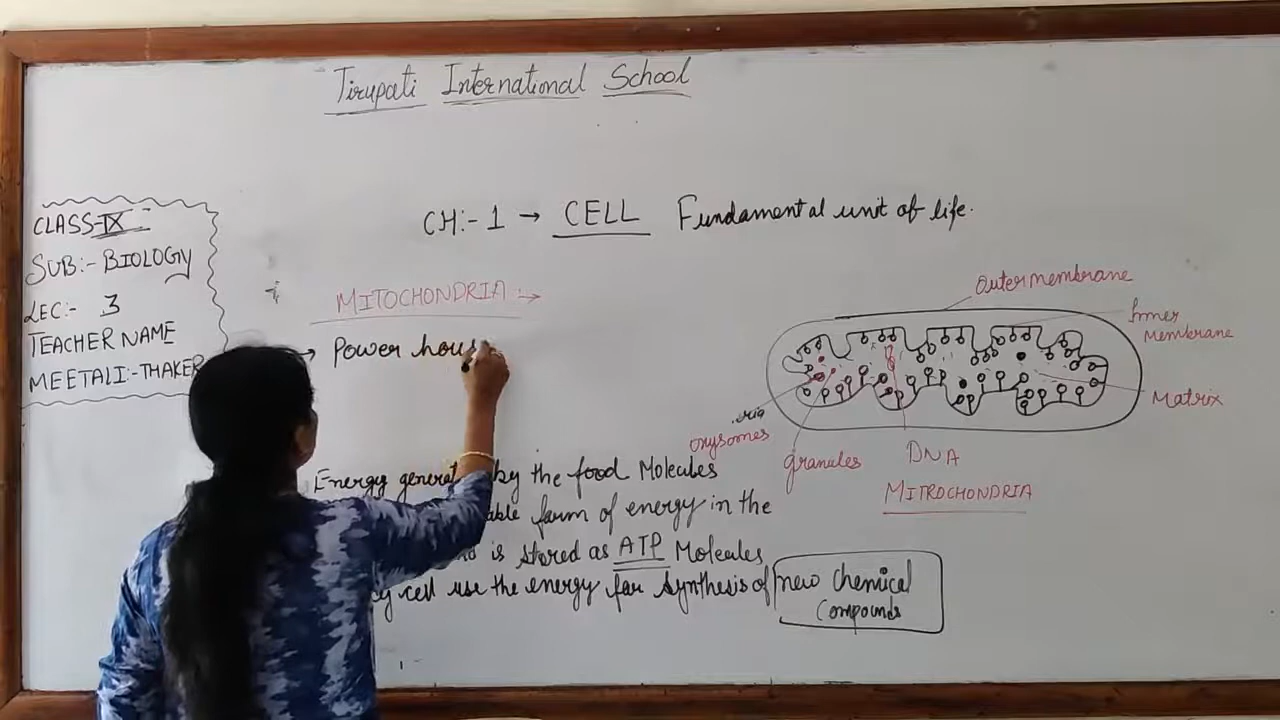 Tirupati International School
CH:- 1 → CELL Fundamental unit of life.
CLASS-IX
SUB:- BIOLOGY
LEC:- 3
TEACHER NAME
MEETALI:-THAKER
MITOCHONDRIA :→
→ Power hous
Energy generat by the food Molecules
able farm of energy in the
is stored as ATP Molecules
cell use the energy for synthesis of new chemical
compounds
outer membrane
Inner
membrane
Matrix
oxysomes
granules
DNA
MITROCHONDRIA